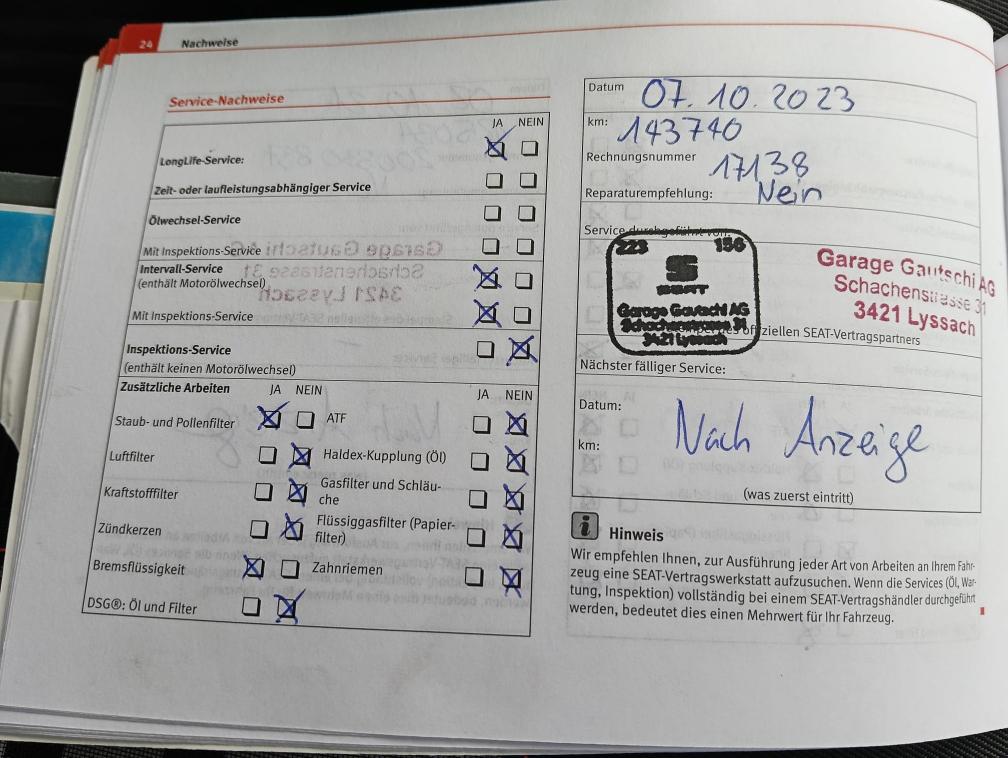 24 Nachweise
Service-Nachweise
JA NEIN
LongLife-Service:
Zeit- oder laufleistungsabhängiger Service
Ölwechsel-Service
Mit Inspektions-Service
Intervall-Service
(enthält Motorölwechsel)
Mit Inspektions-Service
Inspektions-Service
(enthält keinen Motorölwechsel)
Zusätzliche Arbeiten JA NEIN JA NEIN
Staub- und Pollenfilter ATF
Luftfilter Haldex-Kupplung (Öl)
Kraftstofffilter Gasfilter und Schläu-
che
Zündkerzen Flüssiggasfilter (Papier-
filter)
Bremsflüssigkeit Zahnriemen
DSG®: Öl und Filter
Datum 07.10.2023
km: 143740
Rechnungsnummer 17138
Reparaturempfehlung: Nein
Service durchgeführt von:
223 156
SEAT
Garage Gautschi AG
Schachenstrasse 31
3421 Lyssach
Garage Gautschi AG
Schachenstrasse 31
3421 Lyssach
offiziellen SEAT-Vertragspartners
Nächster fälliger Service:
Datum:
Nach Anzeige
km:
(was zuerst eintritt)
Hinweis
Wir empfehlen Ihnen, zur Ausführung jeder Art von Arbeiten an Ihrem Fahr-
zeug eine SEAT-Vertragswerkstatt aufzusuchen. Wenn die Services (Öl, War-
tung, Inspektion) vollständig bei einem SEAT-Vertragshändler durchgeführt
werden, bedeutet dies einen Mehrwert für Ihr Fahrzeug.